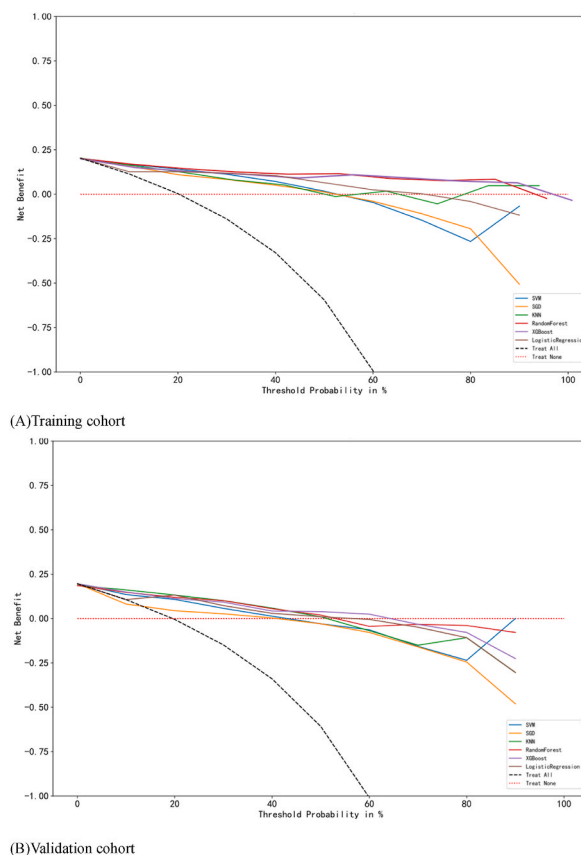 1.00
0.75
0.50
0.25
0.00
-0.25
-0.50
-0.75
-1.00
Net Benefit
0 20 40 60 80 100
Threshold Probability in %
SVM
SGD
KNN
RandomForest
XGBoost
LogisticRegression
Treat All
Treat None
(A)Training cohort
1.00
0.75
0.50
0.25
0.00
-0.25
-0.50
-0.75
-1.00
Net Benefit
0 20 40 60 80 100
Threshold Probability in %
SVM
SGD
KNN
RandomForest
XGBoost
LogisticRegression
Treat All
Treat None
(B)Validation cohort